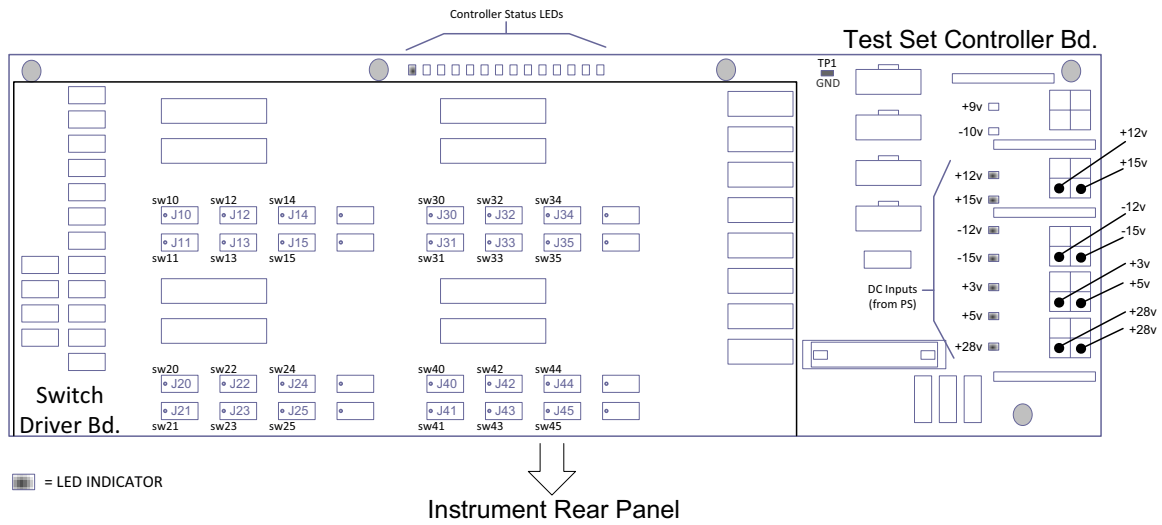 Controller Status LEDs
Test Set Controller Bd.
TP1
GND
+9v
-10v
+12v
+15v
-12v
-15v
+3v
+5v
+28v
DC Inputs
(from PS)
+12v
+15v
-12v
-15v
+3v
+5v
+28v
+28v
sw10 sw12 sw14 sw30 sw32 sw34
J10 J12 J14 J30 J32 J34
J11 J13 J15 J31 J33 J35
sw11 sw13 sw15 sw31 sw33 sw35
sw20 sw22 sw24 sw40 sw42 sw44
J20 J22 J24 J40 J42 J44
J21 J23 J25 J41 J43 J45
sw21 sw23 sw25 sw41 sw43 sw45
Switch
Driver Bd.
= LED INDICATOR
Instrument Rear Panel